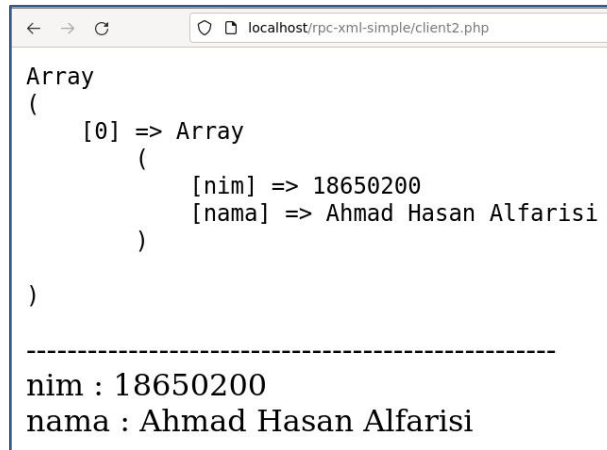 localhost/rpc-xml-simple/client2.php
Array
(
    [0] => Array
        (
            [nim] => 18650200
            [nama] => Ahmad Hasan Alfarisi
        )

)
----------------------------------------------------
nim : 18650200
nama : Ahmad Hasan Alfarisi